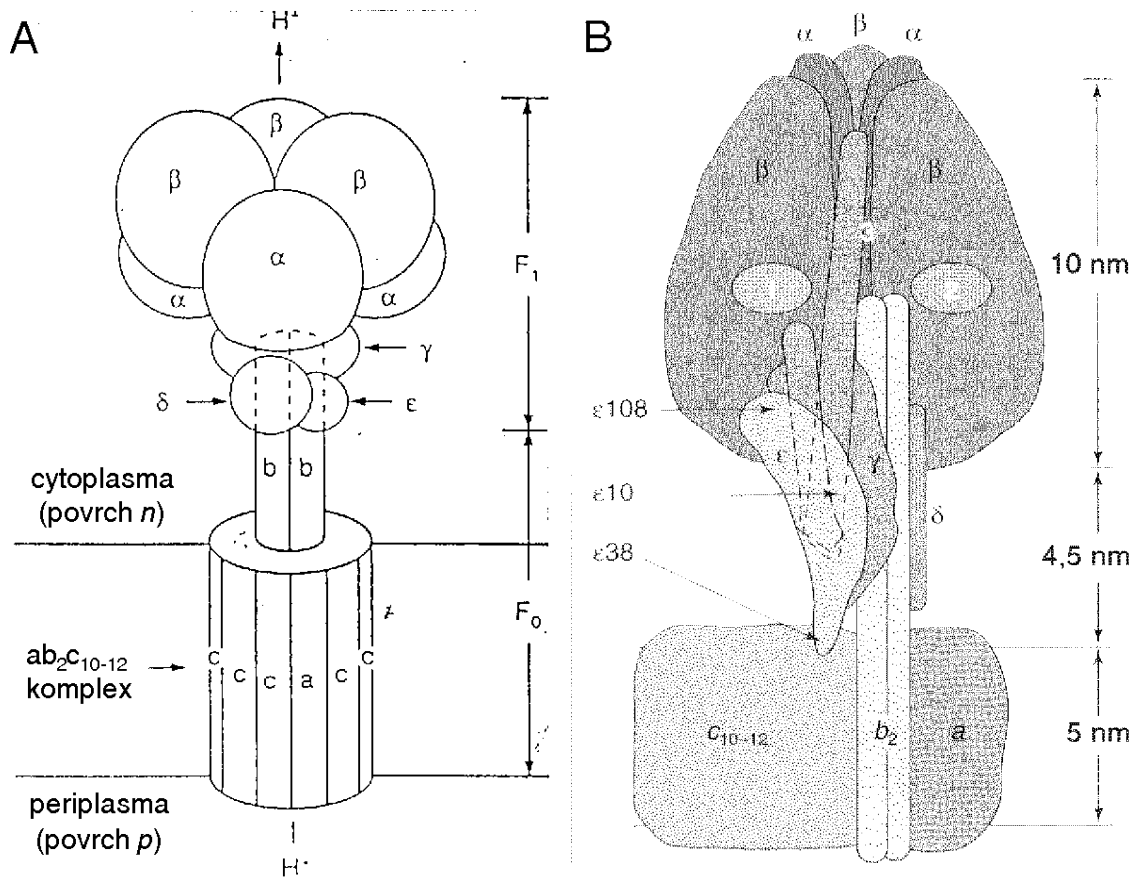 A
H⁺
β
β
β
α
α
α
F₁
γ
δ
ε
b b
cytoplasma
(povrch n)
F₀
ab₂c₁₀₋₁₂
komplex
c
c
c
a
c
c
periplasma
(povrch p)
H⁺
B
α
β
α
β
β
10 nm
ε108
ε
γ
ε10
δ
ε38
4,5 nm
c₁₀₋₁₂
b₂
a
5 nm